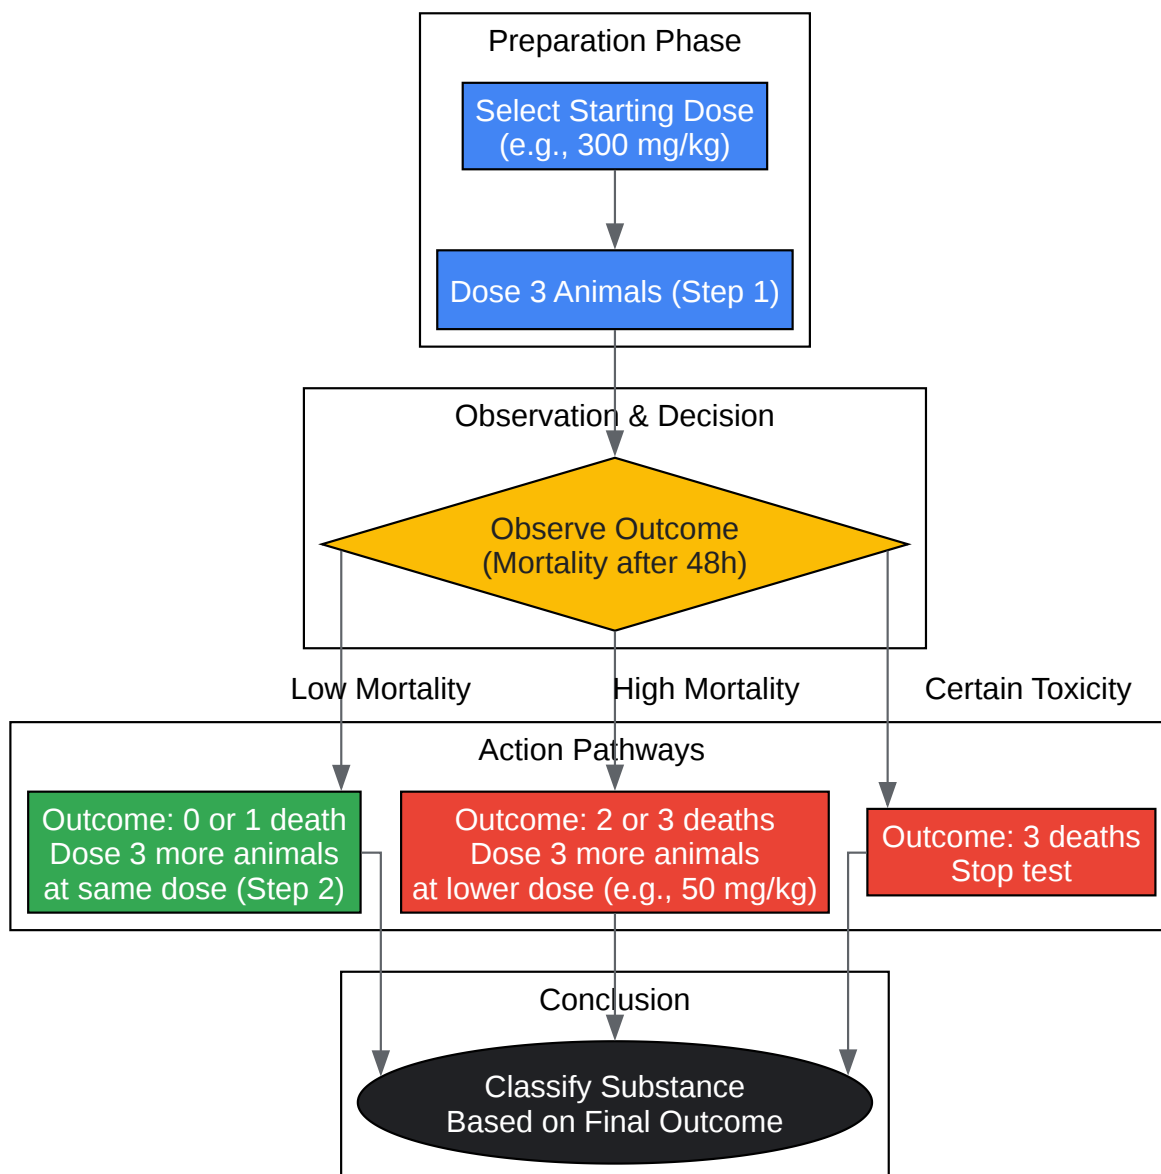 Preparation Phase
Select Starting Dose
(e.g., 300 mg/kg)
Dose 3 Animals (Step 1)
Observation & Decision
Observe Outcome
(Mortality after 48h)
Low Mortality
High Mortality
Certain Toxicity
Action Pathways
Outcome: 0 or 1 death
Dose 3 more animals
at same dose (Step 2)
Outcome: 2 or 3 deaths
Dose 3 more animals
at lower dose (e.g., 50 mg/kg)
Outcome: 3 deaths
Stop test
Conclusion
Classify Substance
Based on Final Outcome